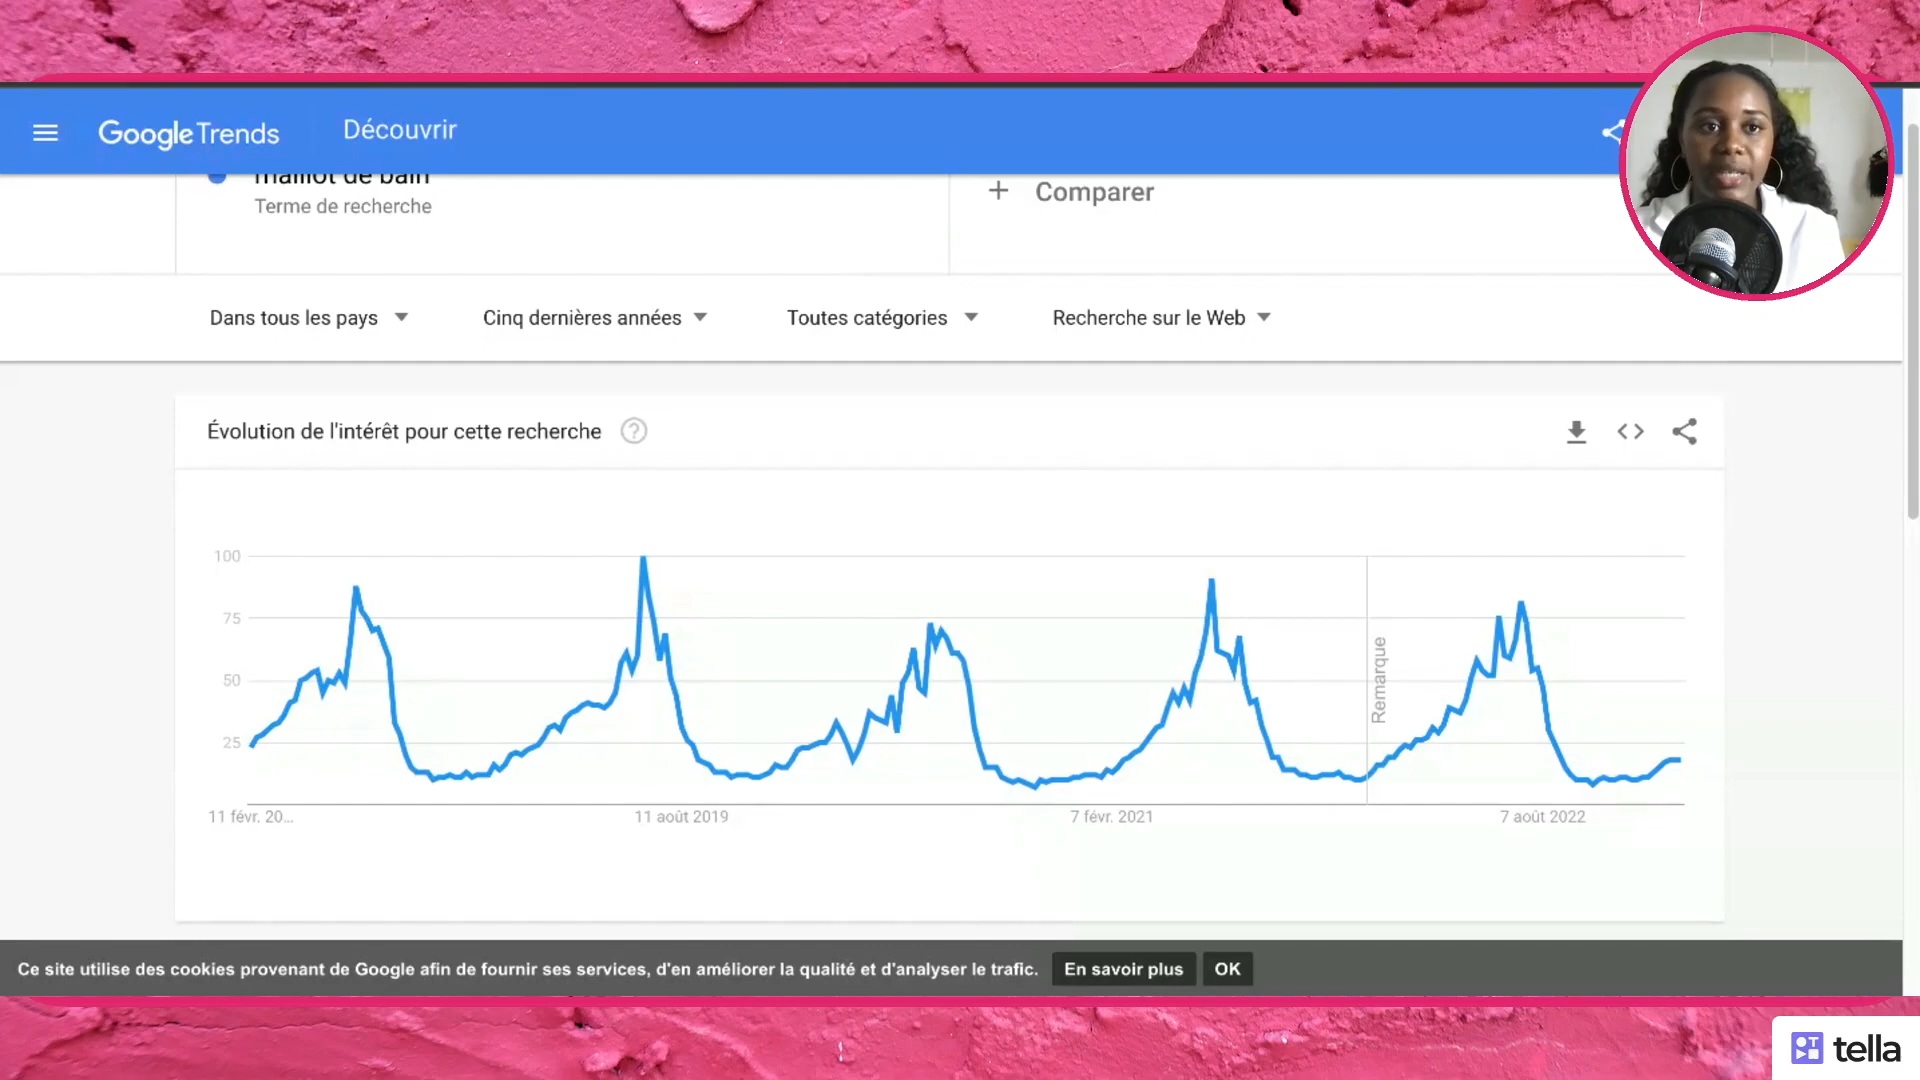 Google Trends
Découvrir
maillot de bain
Terme de recherche
+ Comparer
Dans tous les pays
Cinq dernières années
Toutes catégories
Recherche sur le Web
Évolution de l'intérêt pour cette recherche ?
100
75
50
25
Remarque
11 févr. 20...
11 août 2019
7 févr. 2021
7 août 2022
Ce site utilise des cookies provenant de Google afin de fournir ses services, d'en améliorer la qualité et d'analyser le trafic.
En savoir plus
OK
tella